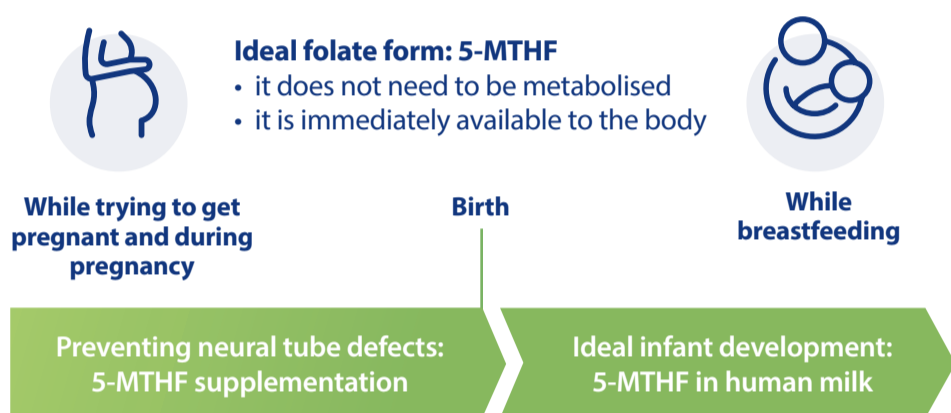 Ideal folate form: 5-MTHF
• it does not need to be metabolised
• it is immediately available to the body
While trying to get
pregnant and during
pregnancy
Birth
While
breastfeeding
Preventing neural tube defects:
5-MTHF supplementation
Ideal infant development:
5-MTHF in human milk